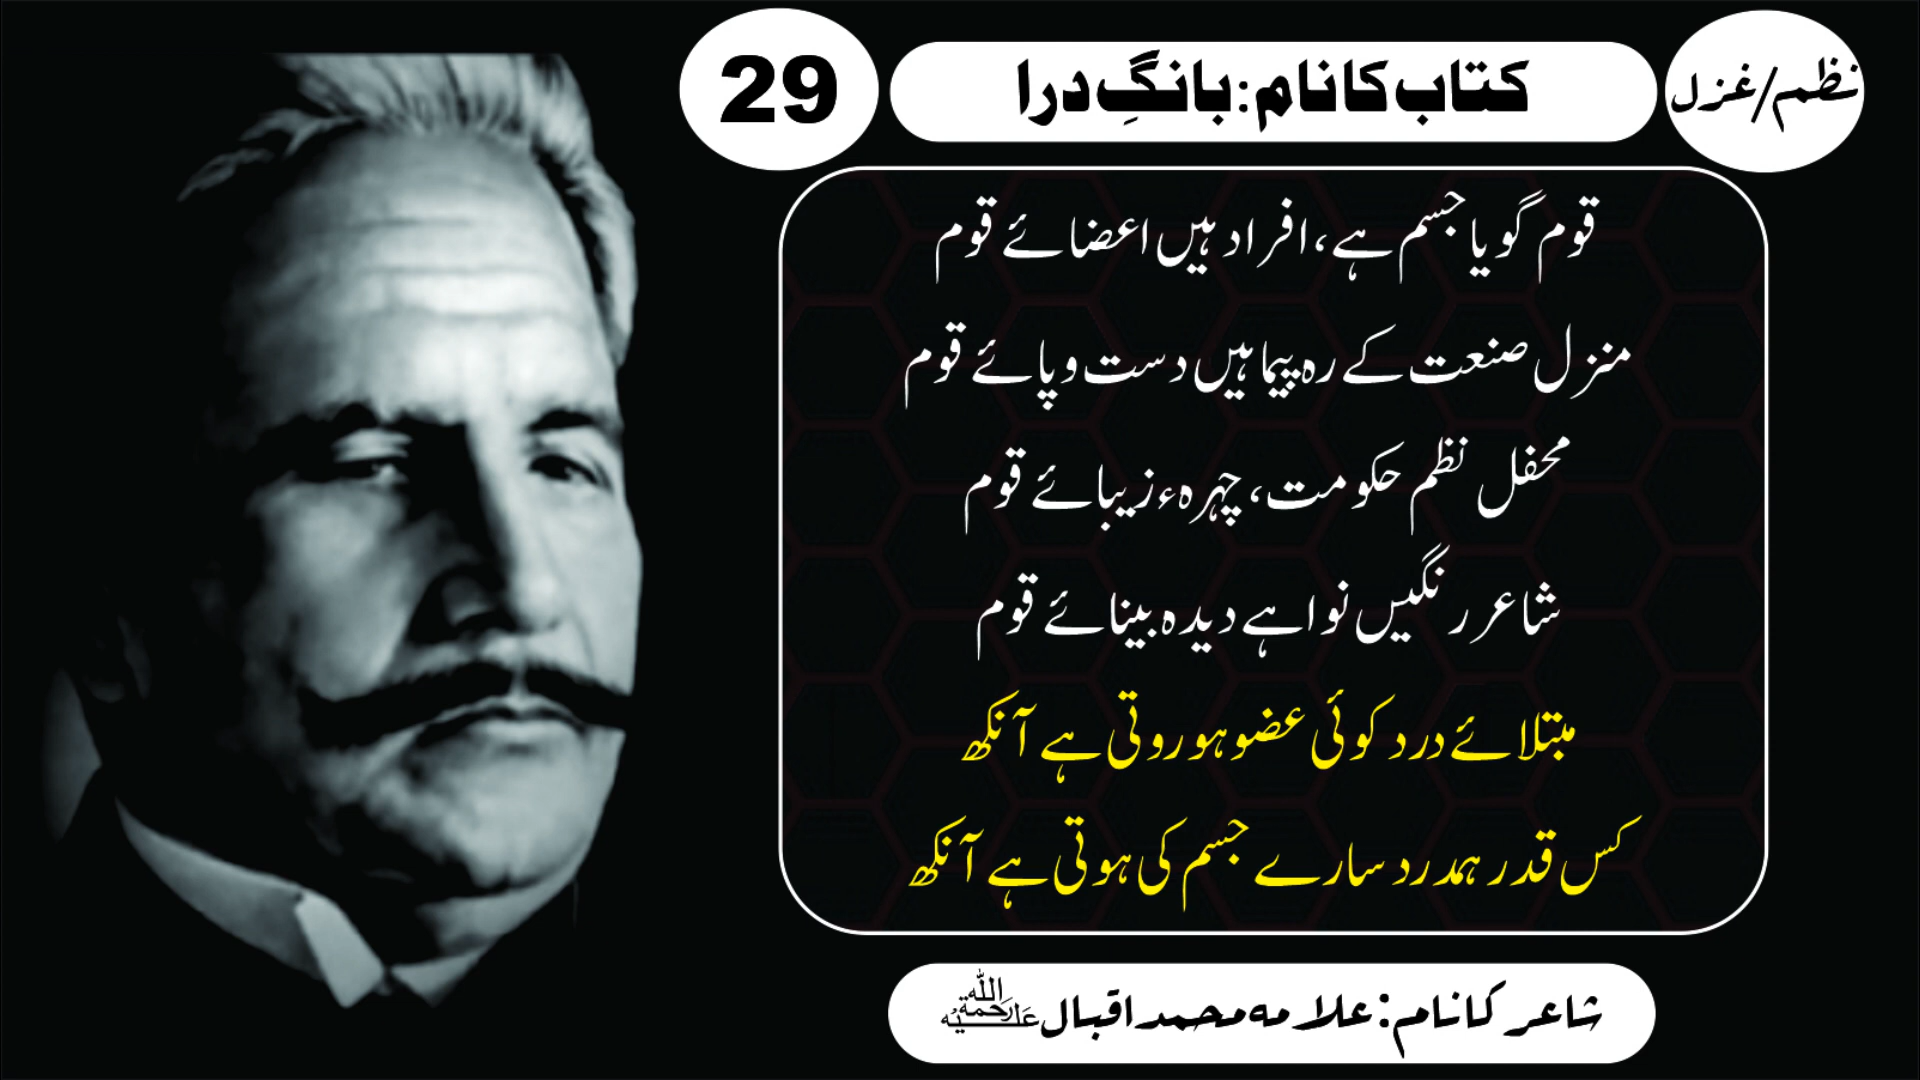 نظم/غزل
کتاب کا نام: بانگِ درا
29
قوم گویا جسم ہے، افراد ہیں اعضائے قوم
منزل صنعت کے رہ پیما ہیں دست و پائے قوم
محفل نظم حکومت، چہرہء زیبائے قوم
شاعر رنگیں نوا ہے دیدہ بینائے قوم
مبتلائے درد کوئی عضو ہو روتی ہے آنکھ
کس قدر ہمدرد سارے جسم کی ہوتی ہے آنکھ
شاعر کا نام: علامہ محمد اقبال رحمۃ اللہ علیہ